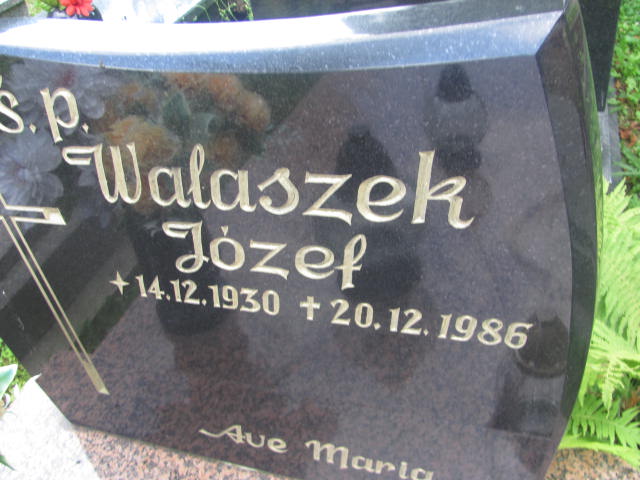 ś.p.
Walaszek
Józef
14.12.1930 20.12.1986
Ave Maria